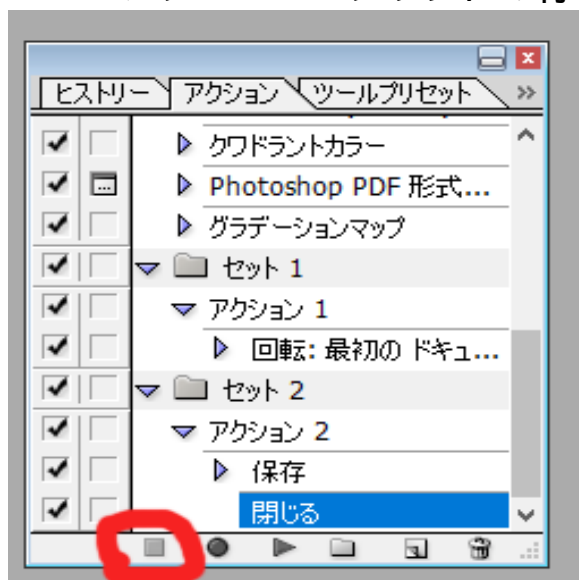 ヒストリー アクション ツールプリセット
クワドラントカラー
Photoshop PDF 形式...
グラデーションマップ
セット 1
アクション 1
回転: 最初の ドキュ...
セット 2
アクション 2
保存
閉じる